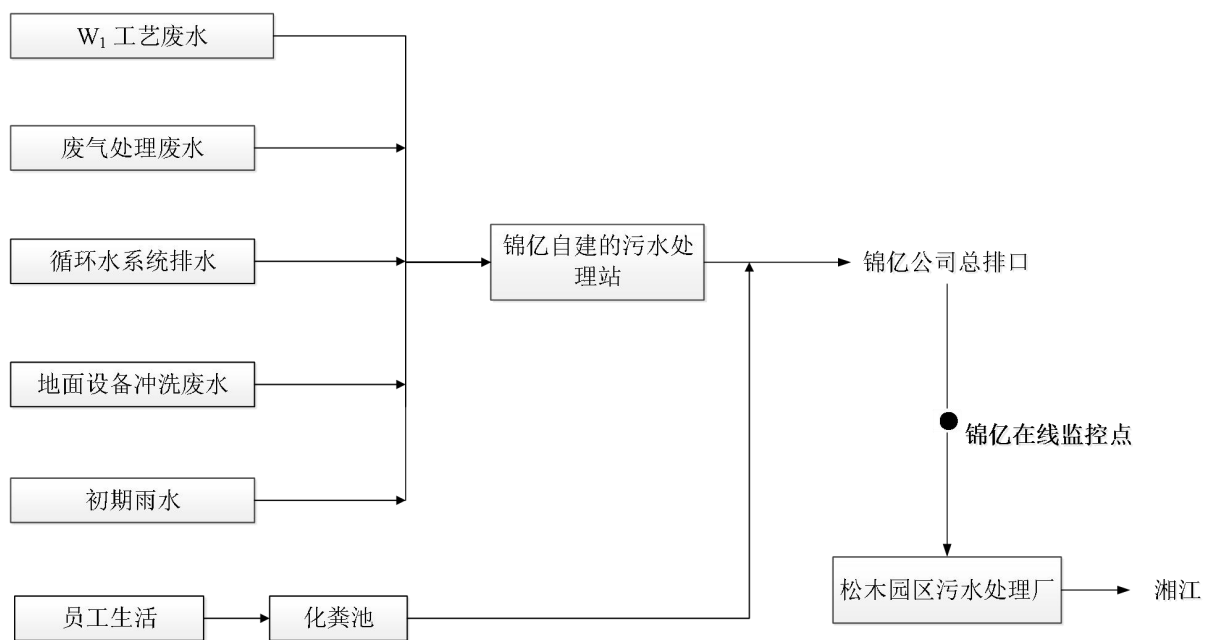 W₁ 工艺废水
废气处理废水
循环水系统排水
锦亿自建的污水处
理站
锦亿公司总排口
地面设备冲洗废水
锦亿在线监控点
初期雨水
员工生活
化粪池
松木园区污水处理厂
湘江